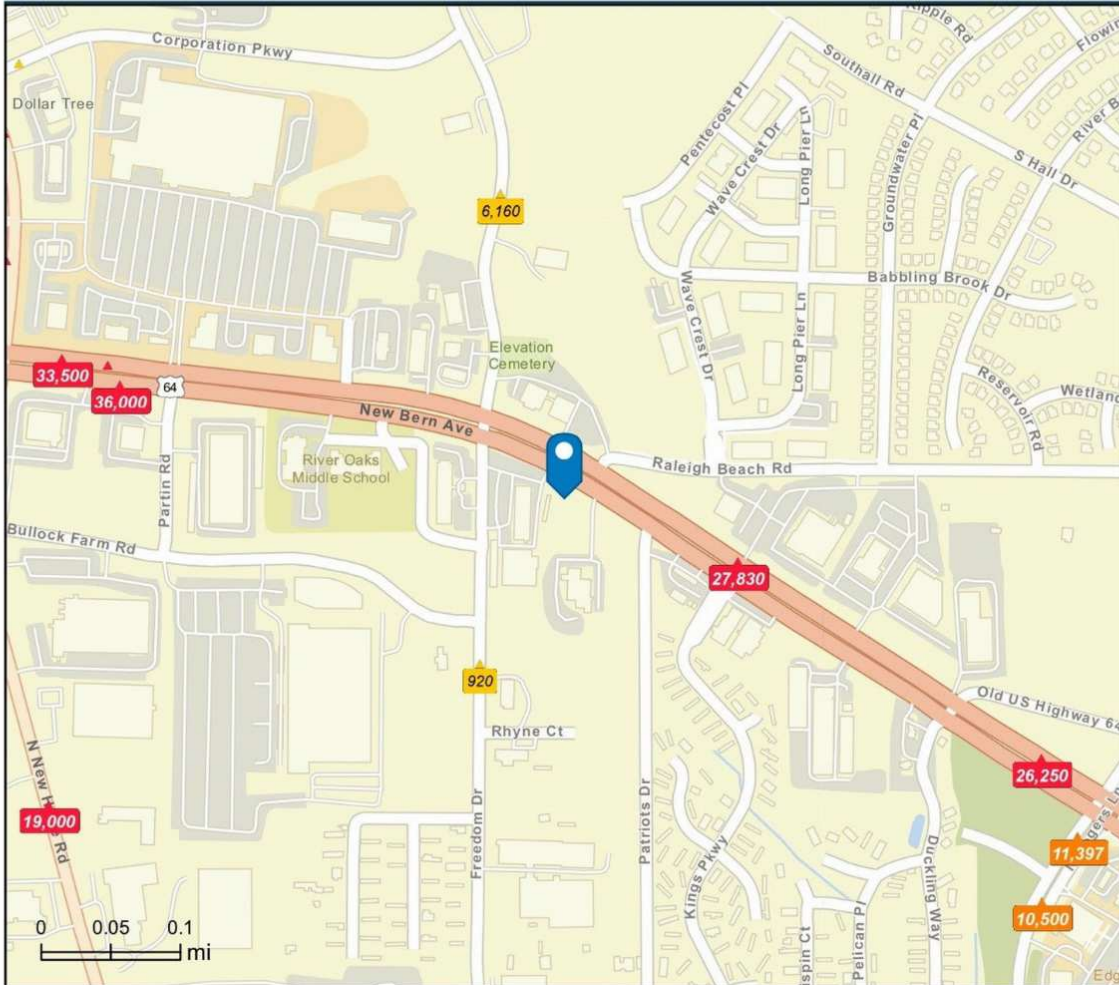 Corporation Pkwy
Dollar Tree
Ripple Rd
Southall Rd
Pentecost Pl
Wave Crest Dr
Long Pier Ln
Groundwater Pl
S Hall Dr
6,160
Babbling Brook Dr
Wave Crest Dr
Long Pier Ln
Elevation
Cemetery
33,500
36,000
64
New Bern Ave
Reservoir Rd
Raleigh Beach Rd
River Oaks
Middle School
Partin Rd
Bullock Farm Rd
27,830
920
Rhyne Ct
Old US Highway 64
26,250
19,000
Freedom Dr
Patriots Dr
Kings Pkwy
Duckling Way
Pelican Pl
11,397
10,500
0 0.05 0.1
mi